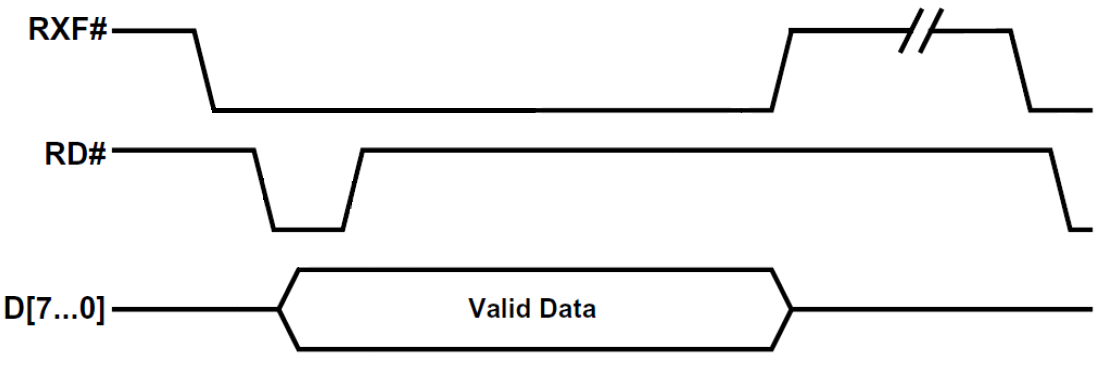 RXF#
RD#
D[7...0]
Valid Data